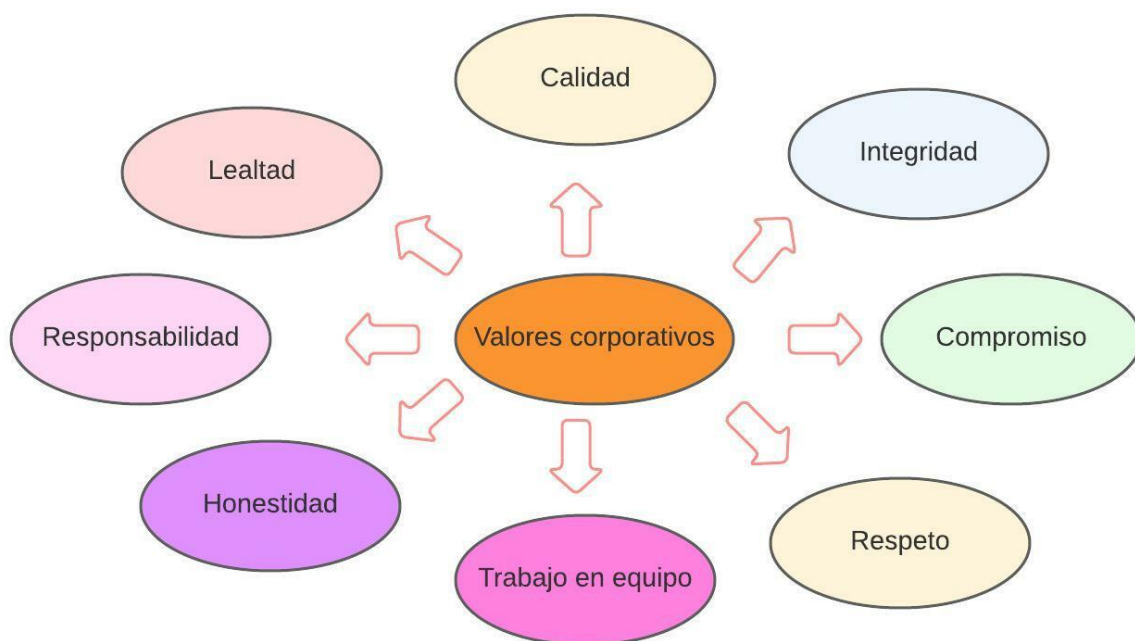 Calidad
Integridad
Lealtad
Responsabilidad
Valores corporativos
Compromiso
Honestidad
Respeto
Trabajo en equipo